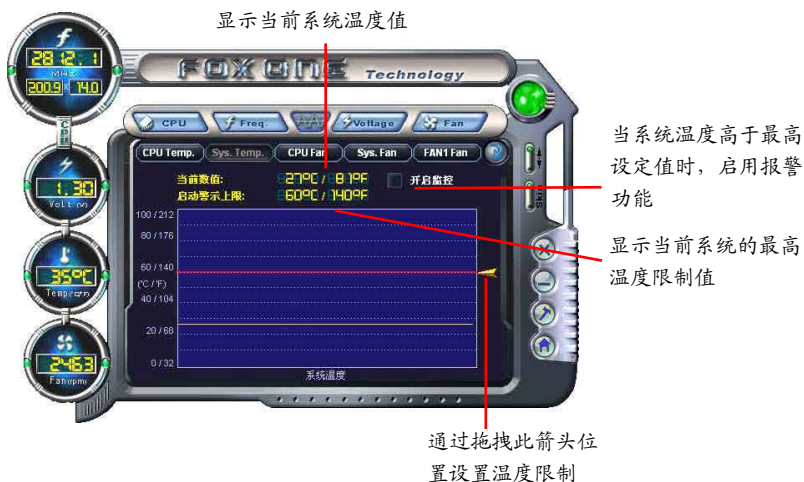 显示当前系统温度值
f
2812.1
MHz
200.9 x 14.0
FOX ONE Technology
CPU
CPU
Freq.
Voltage
Fan
CPU Temp.
Sys. Temp.
CPU Fan
Sys. Fan
FAN1 Fan
?
当前数值:
27°C / 81°F
开启监控
启动警示上限:
60°C / 140°F
100 / 212
80 / 176
60 / 140
(°C /°F)
40 / 104
20 / 68
0 / 32
系统温度
1.30
Volt.(V)
35°C
Temp.(°C/°F)
2463
Fan(rpm)
Skin
当系统温度高于最高
设定值时，启用报警
功能
显示当前系统的最高
温度限制值
通过拖拽此箭头位
置设置温度限制